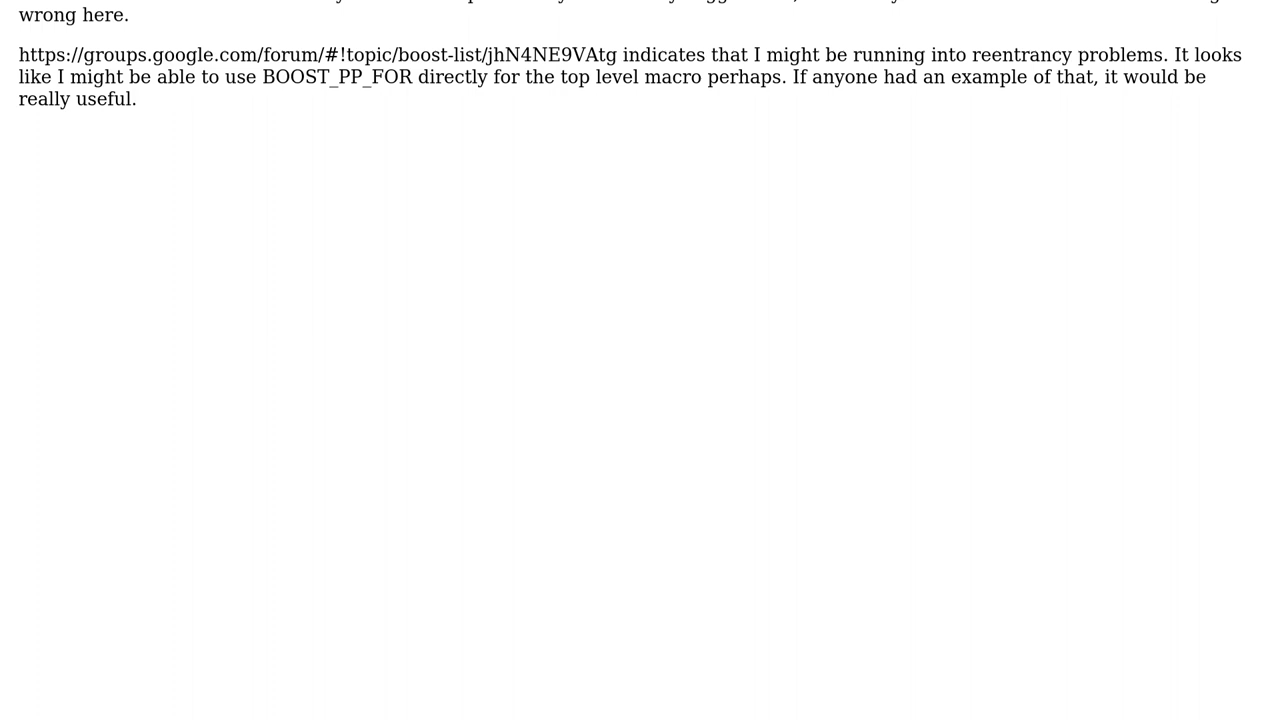 wrong here.
https://groups.google.com/forum/#!topic/boost-list/jhN4NE9VAtg indicates that I might be running into reentrancy problems. It looks
like I might be able to use BOOST_PP_FOR directly for the top level macro perhaps. If anyone had an example of that, it would be
really useful.